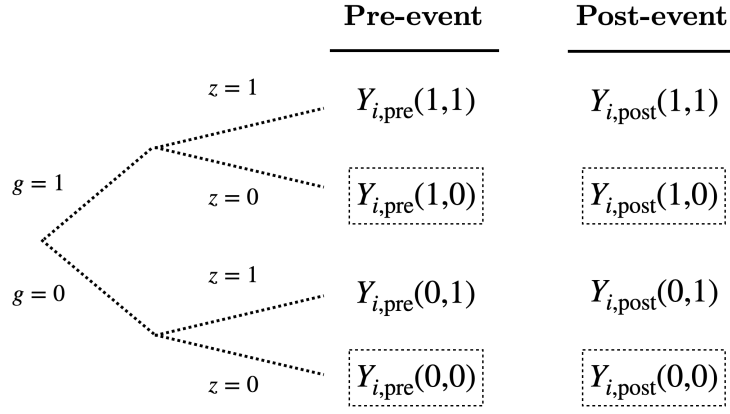 Pre-event Post-event
z = 1 Y_{i,pre}(1,1) Y_{i,post}(1,1)
g = 1
z = 0 Y_{i,pre}(1,0) Y_{i,post}(1,0)
z = 1 Y_{i,pre}(0,1) Y_{i,post}(0,1)
g = 0
z = 0 Y_{i,pre}(0,0) Y_{i,post}(0,0)